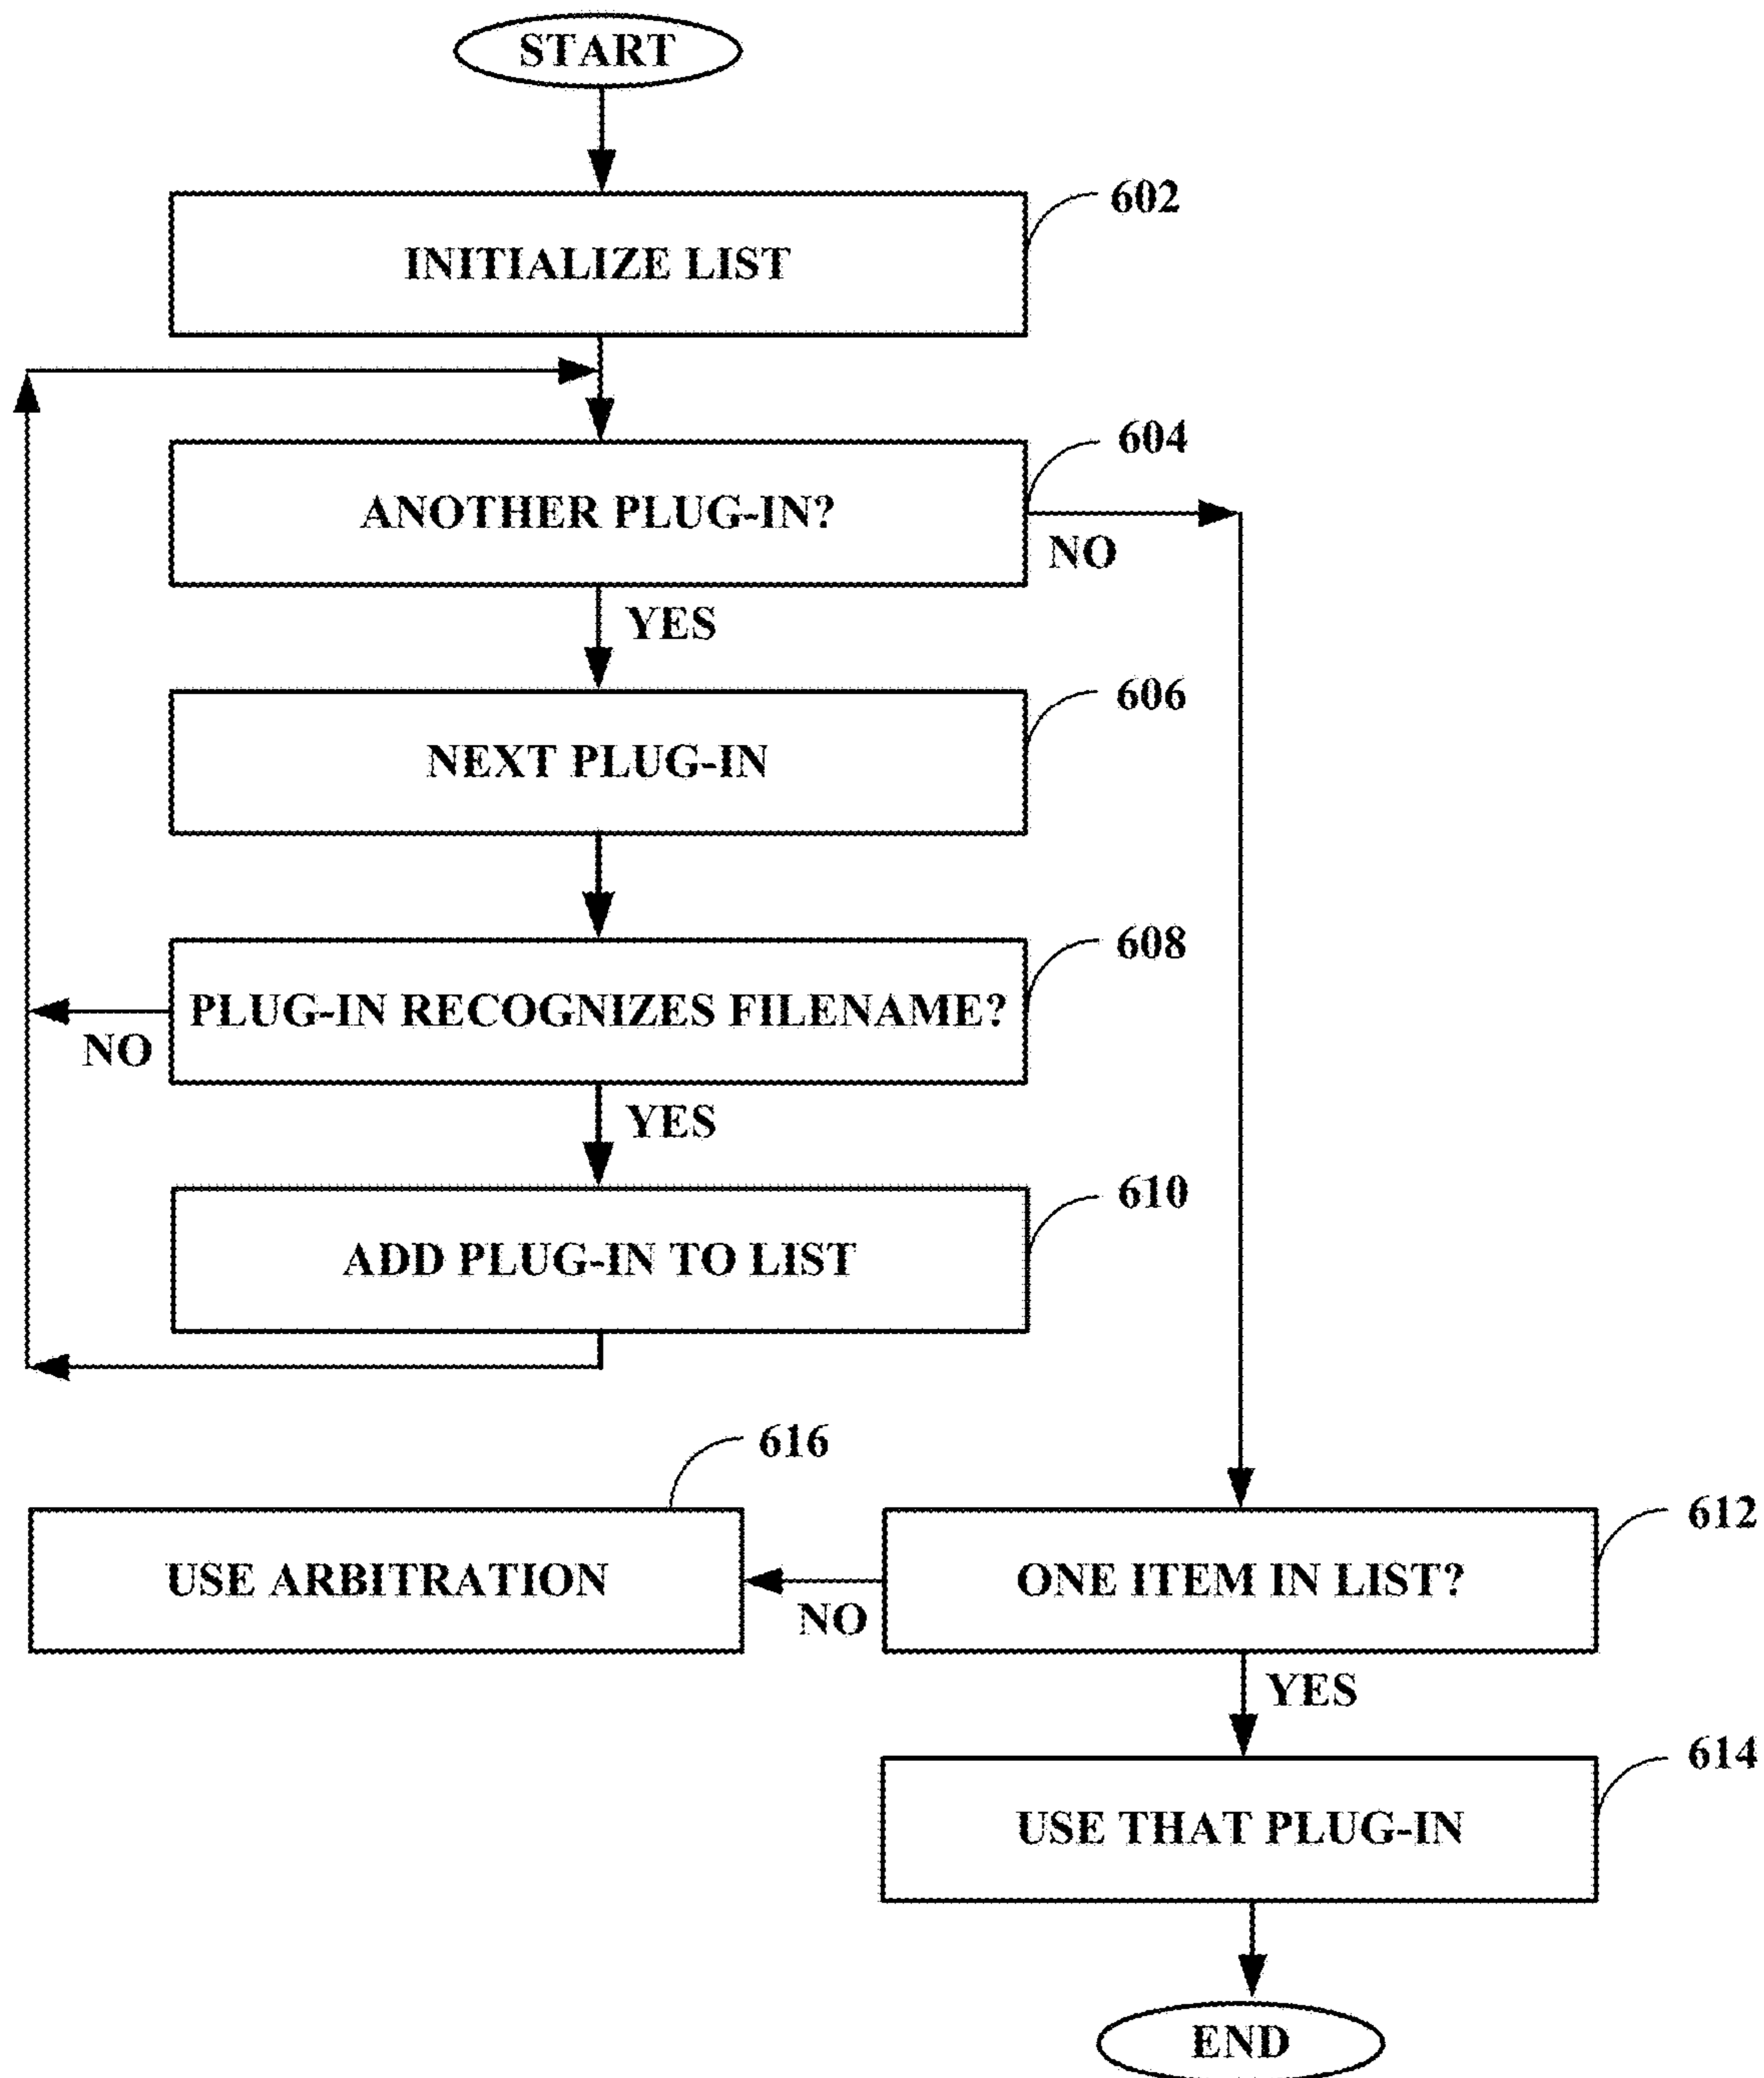 START
602
INITIALIZE LIST
604
ANOTHER PLUG-IN?
NO
YES
606
NEXT PLUG-IN
608
PLUG-IN RECOGNIZES FILENAME?
NO
YES
610
ADD PLUG-IN TO LIST
616
USE ARBITRATION
612
ONE ITEM IN LIST?
NO
YES
614
USE THAT PLUG-IN
END